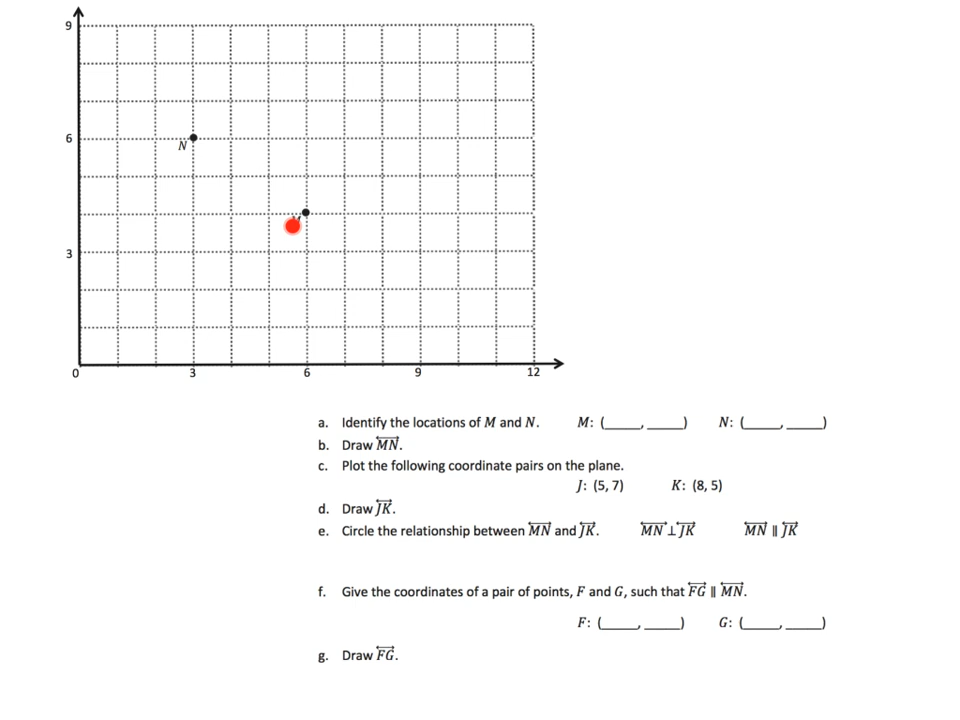 9
N
6
3
0 3 6 9 12
a. Identify the locations of M and N. M: (____,____) N: (____,____)
b. Draw MN.
c. Plot the following coordinate pairs on the plane.
J: (5, 7) K: (8, 5)
d. Draw JK.
e. Circle the relationship between MN and JK. MN ⊥ JK MN ∥ JK
f. Give the coordinates of a pair of points, F and G, such that FG ∥ MN.
F: (____,____) G: (____,____)
g. Draw FG.